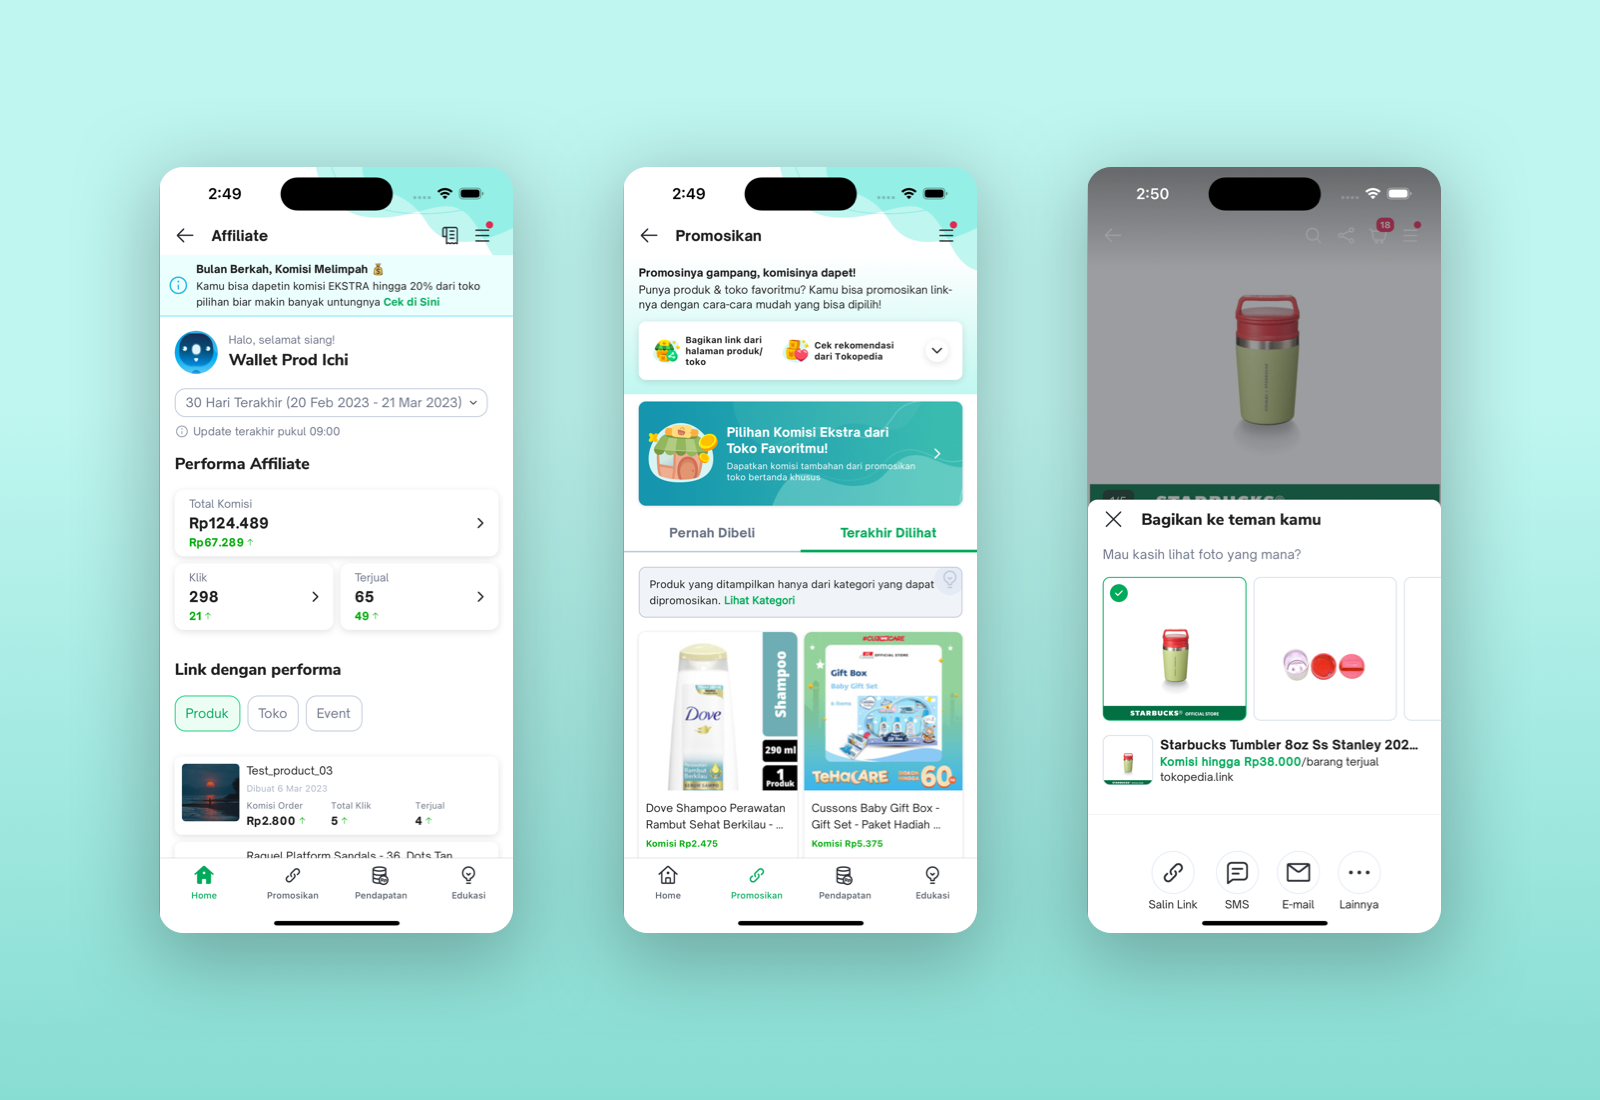 2:49
Affiliate
Bulan Berkah, Komisi Melimpah
Kamu bisa dapetin komisi EKSTRA hingga 20% dari toko
pilihan biar makin banyak untungnya Cek di Sini
Halo, selamat siang!
Wallet Prod Ichi
30 Hari Terakhir (20 Feb 2023 - 21 Mar 2023)
Update terakhir pukul 09:00
Performa Affiliate
Total Komisi
Rp124.489
Rp67.289
Klik
298
21
Terjual
65
49
Link dengan performa
Produk
Toko
Event
Test_product_03
Dibuat 6 Mar 2023
Komisi Order
Total Klik
Terjual
Rp2.800
5
4
Raquel Platform Sandals - 36, Dots Tan
Home
Promosikan
Pendapatan
Edukasi
2:49
Promosikan
Promosinya gampang, komisinya dapet!
Punya produk & toko favoritmu? Kamu bisa promosikan link-
nya dengan cara-cara mudah yang bisa dipilih!
Bagikan link dari
halaman produk/
toko
Cek rekomendasi
dari Tokopedia
Pilihan Komisi Ekstra dari
Toko Favoritmu!
Dapatkan komisi tambahan dari promosikan
toko bertanda khusus
Pernah Dibeli
Terakhir Dilihat
Produk yang ditampilkan hanya dari kategori yang dapat
dipromosikan. Lihat Kategori
Dove
Shampoo
290 ml
1
Produk
OFFICIAL STORE
Gift Box
Baby Gift Set
6 items
TeHaCARE
60
Dove Shampoo Perawatan
Rambut Sehat Berkilau - ...
Komisi Rp2.475
Cussons Baby Gift Box -
Gift Set - Paket Hadiah ...
Komisi Rp5.375
Home
Promosikan
Pendapatan
Edukasi
2:50
18
1/5
STARBUCKS®
Bagikan ke teman kamu
Mau kasih lihat foto yang mana?
STARBUCKS® OFFICIAL STORE
Starbucks Tumbler 8oz Ss Stanley 202...
Komisi hingga Rp38.000/barang terjual
tokopedia.link
Salin Link
SMS
E-mail
Lainnya